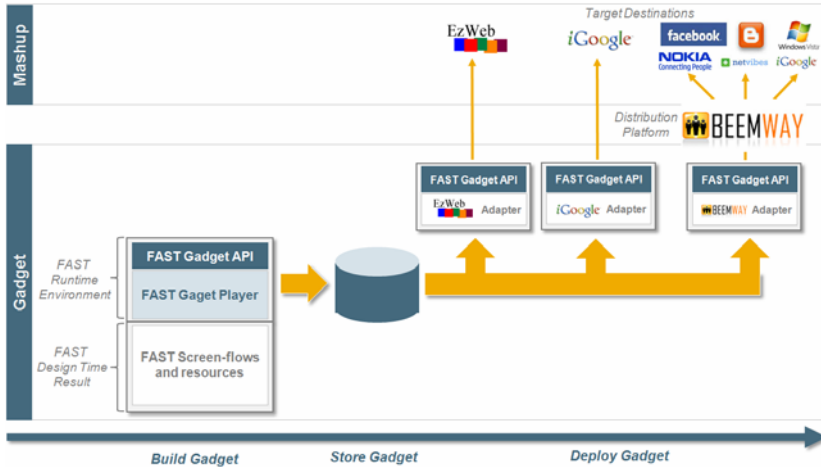 Mashup
Target Destinations
EzWeb
iGoogle
facebook
NOKIA
Connecting People
netvibes
Windows Vista
iGoogle
Distribution
Platform
BEEMWAY
Gadget
FAST Gadget API
EzWeb Adapter
FAST Gadget API
iGoogle Adapter
FAST Gadget API
BEEMWAY Adapter
FAST
Runtime
Environment
FAST Gadget API
FAST Gaget Player
FAST
Design Time
Result
FAST Screen-flows
and resources
Build Gadget
Store Gadget
Deploy Gadget